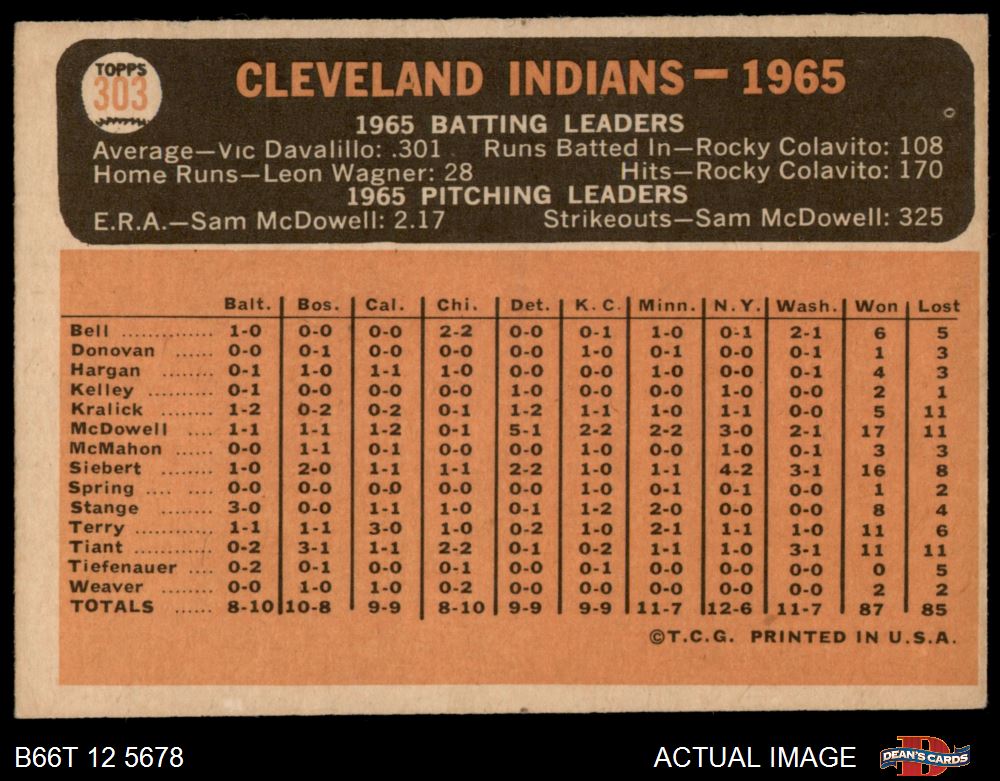 TOPPS
303
CLEVELAND INDIANS — 1965
1965 BATTING LEADERS
Average—Vic Davalillo: .301 Runs Batted In—Rocky Colavito: 108
Home Runs—Leon Wagner: 28 Hits—Rocky Colavito: 170
1965 PITCHING LEADERS
E.R.A.—Sam McDowell: 2.17 Strikeouts—Sam McDowell: 325
Balt. Bos. Cal. Chi. Det. K.C. Minn. N.Y. Wash. Won Lost
Bell ............ 1-0 0-0 0-0 2-2 0-0 0-1 1-0 0-1 2-1 6 5
Donovan ...... 0-0 0-1 0-0 0-0 0-0 1-0 0-1 0-0 0-1 1 3
Hargan ........ 0-1 1-0 1-1 1-0 0-0 0-0 1-0 0-0 0-1 4 3
Kelley ......... 0-1 0-0 0-0 0-0 1-0 0-0 0-0 1-0 0-0 2 1
Kralick ........ 1-2 0-2 0-2 0-1 1-2 1-1 1-0 1-1 0-0 5 11
McDowell .... 1-1 1-1 1-2 0-1 5-1 2-2 2-2 3-0 2-1 17 11
McMahon ..... 0-0 1-1 0-1 0-0 0-0 1-0 0-0 1-0 0-1 3 3
Siebert ........ 1-0 2-0 1-1 1-1 2-2 1-0 1-1 4-2 3-1 16 8
Spring .... .... 0-0 0-0 0-0 0-0 0-0 1-0 0-1 0-1 0-0 1 2
Stange ........ 3-0 0-0 1-1 1-0 0-1 1-2 2-0 0-0 0-0 8 4
Terry ........... 1-1 1-1 3-0 1-0 0-2 1-0 2-1 1-1 1-0 11 6
Tiant ........... 0-2 3-1 1-1 2-2 0-1 0-2 1-1 1-0 3-1 11 11
Tiefenauer .... 0-2 0-1 0-0 0-1 0-0 0-1 0-0 0-0 0-0 0 5
Weaver ........ 0-0 1-0 1-0 0-2 0-0 0-0 0-0 0-0 0-0 2 2
TOTALS ...... 8-10 10-8 9-9 8-10 9-9 9-9 11-7 12-6 11-7 87 85
©T.C.G. PRINTED IN U.S.A.
B66T 12 5678 ACTUAL IMAGE DEAN'S CARDS